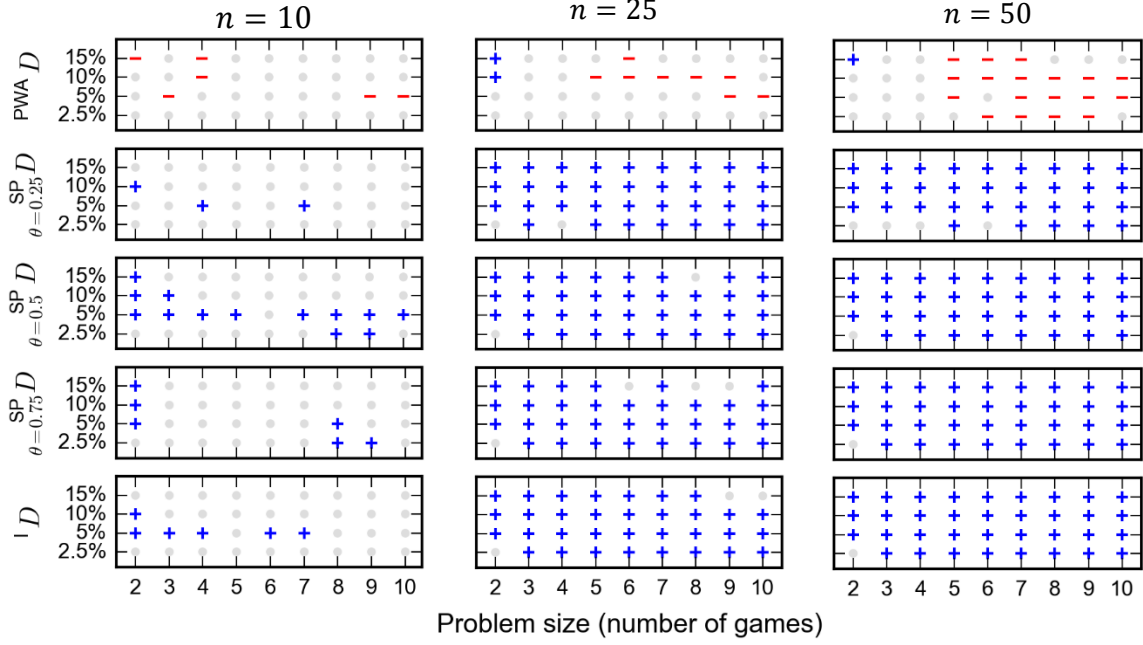 n = 10
n = 25
n = 50
PWA D
15%
10%
5%
2.5%
SP θ=0.25 D
15%
10%
5%
2.5%
SP θ=0.5 D
15%
10%
5%
2.5%
SP θ=0.75 D
15%
10%
5%
2.5%
I D
15%
10%
5%
2.5%
2 3 4 5 6 7 8 9 10
2 3 4 5 6 7 8 9 10
2 3 4 5 6 7 8 9 10
Problem size (number of games)